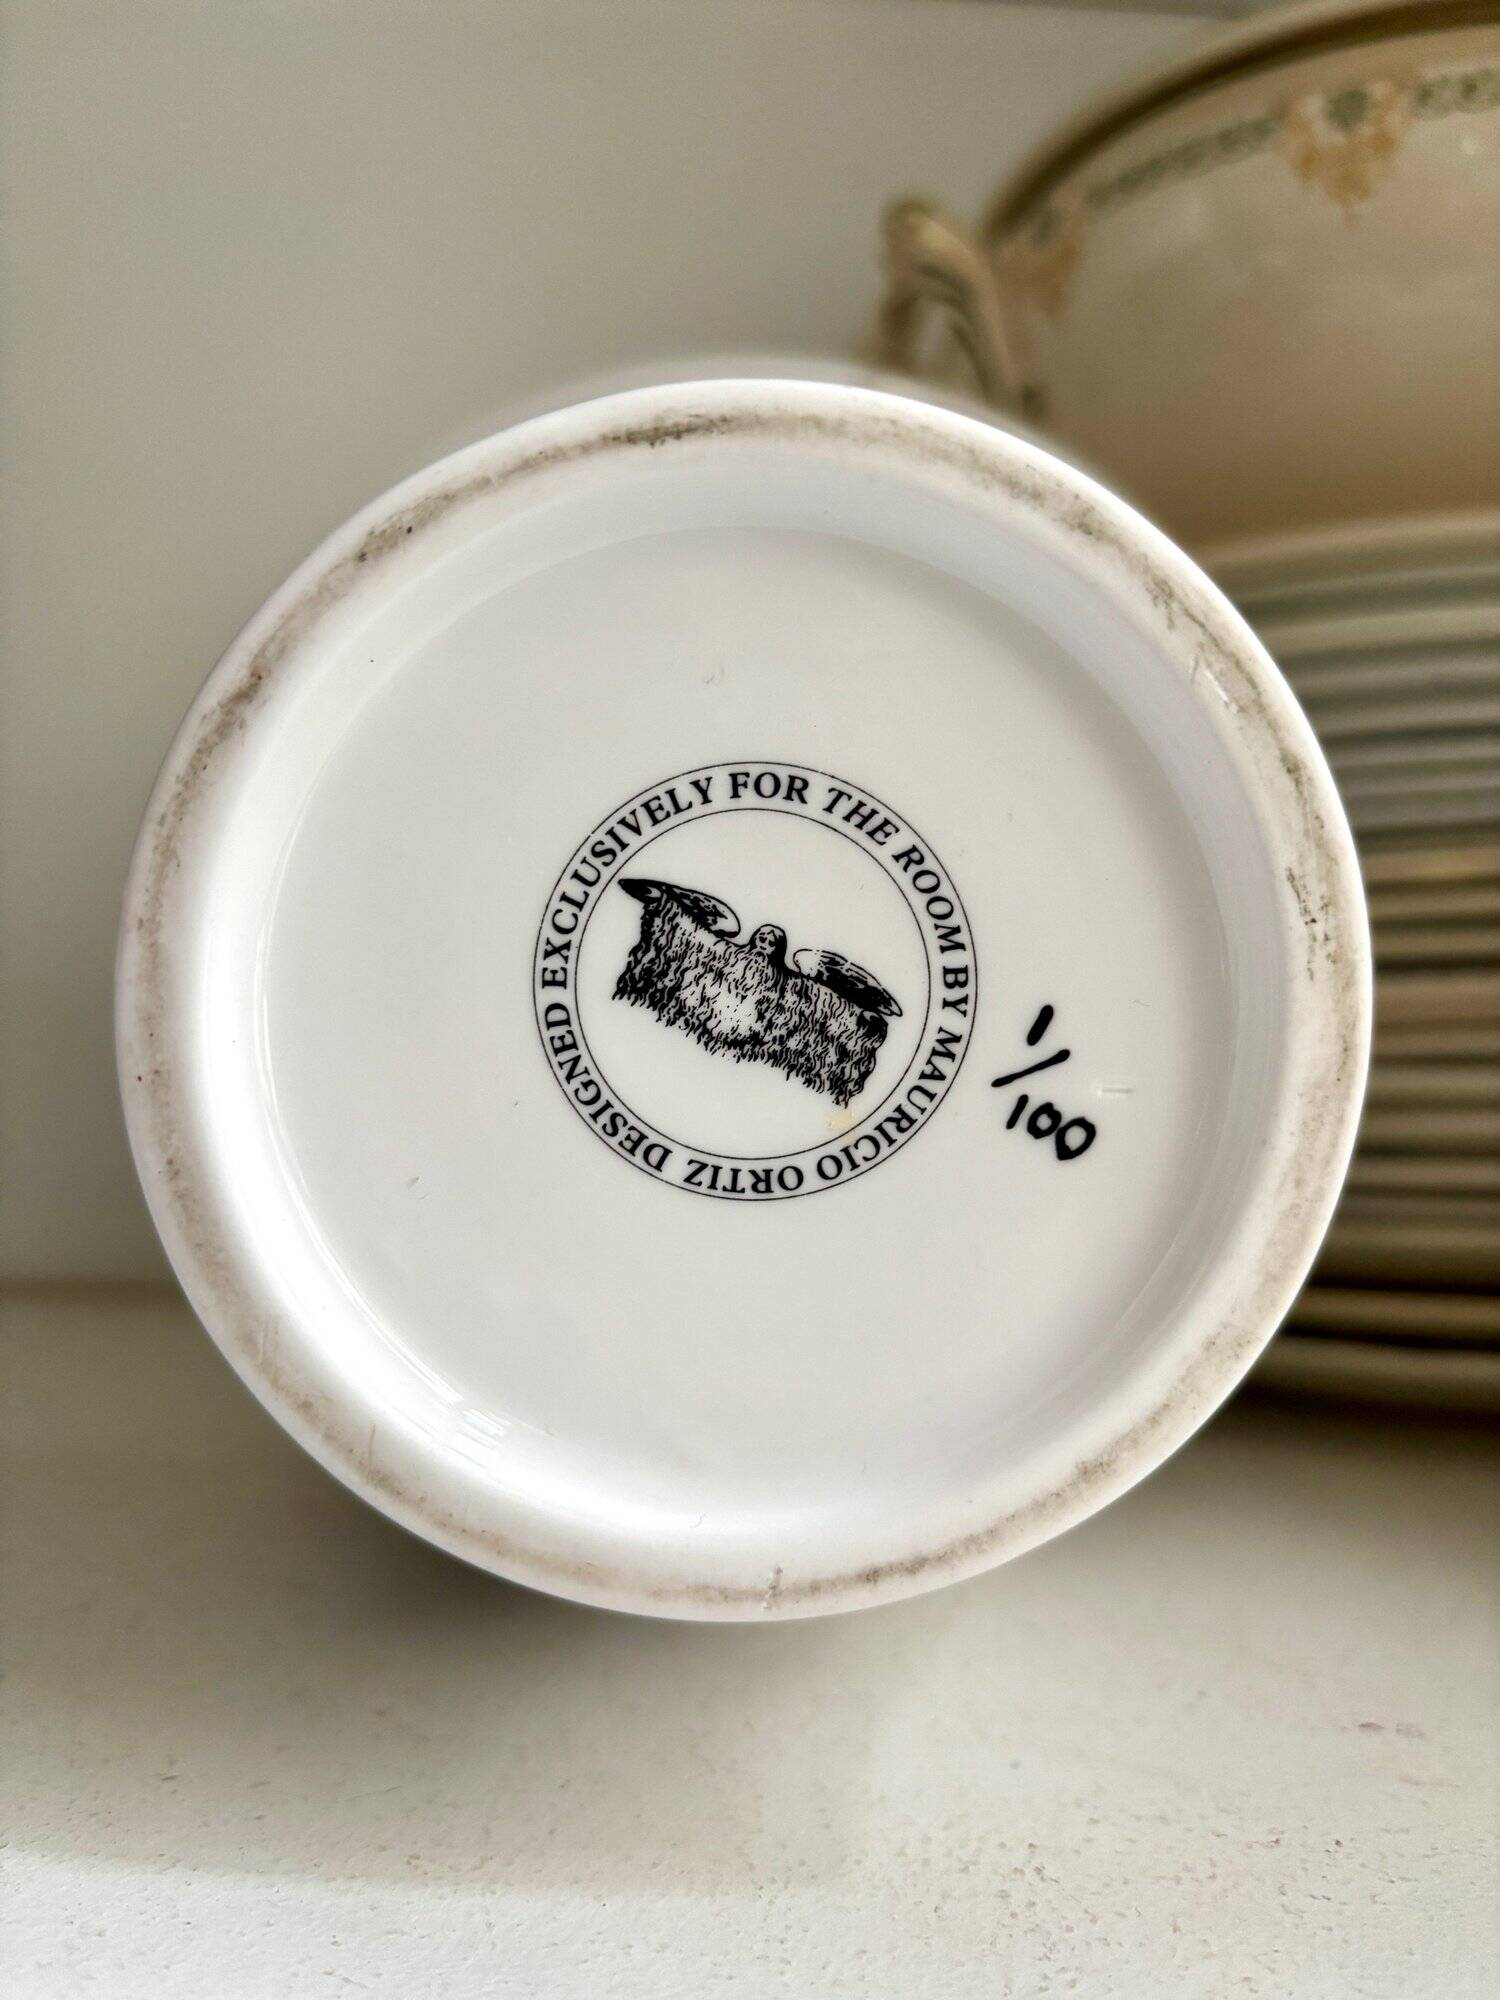 DESIGNED EXCLUSIVELY FOR THE ROOM BY MAURICIO ORTIZ
1/100